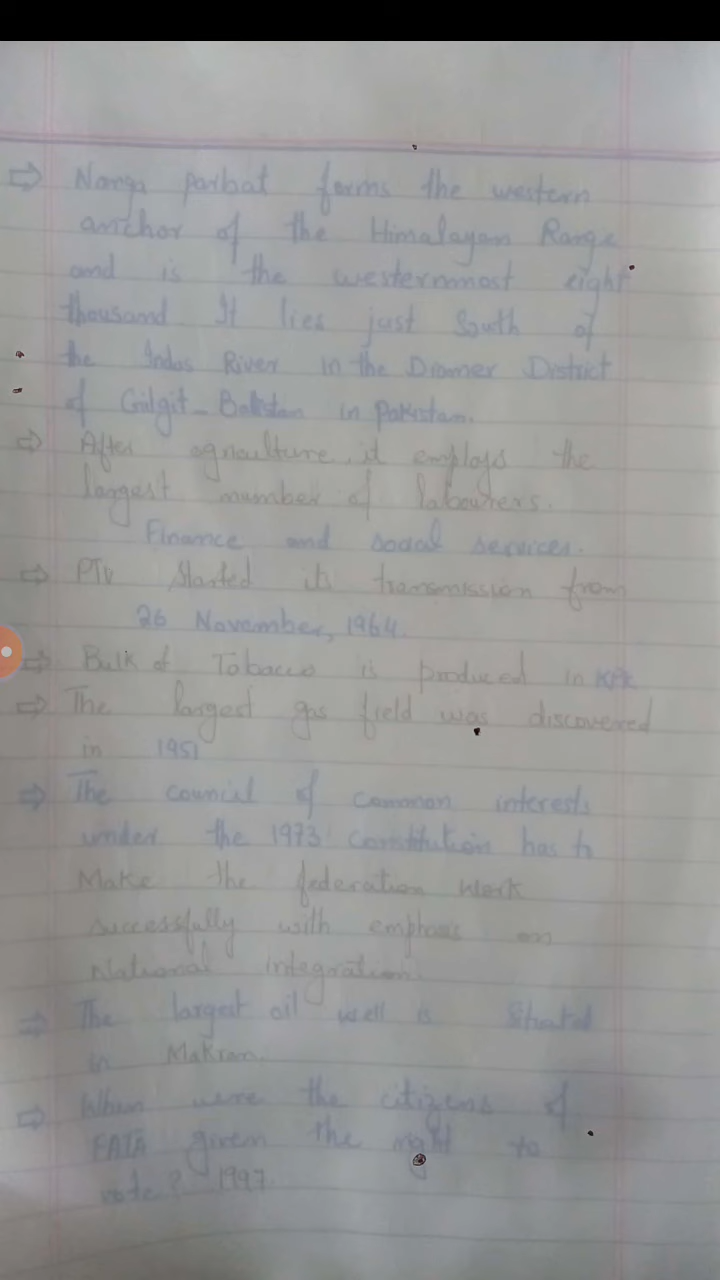 ⇨ Nanga parbat forms the western
anchor of the Himalayan Range
and is the westernmost eight
thousand. It lies just South of
the Indas River in the Diamer District
of Gilgit-Baltistan in Pakistan.
⇨ After agriculture it employs the
largest number of labourers.
Finance and social services.
⇨ PTV started its transmission from
26 November, 1964.
⇨ Bulk of Tobacco is produced in KPK
⇨ The largest gas field was discovered
in 1951
⇨ The council of common interests
under the 1973 constitution has to
Make the federation work
successfully with emphasis on
National integration.
⇨ The largest oil well is situated
in Makran.
⇨ When were the citizens of
FATA given the right to
vote? 1997